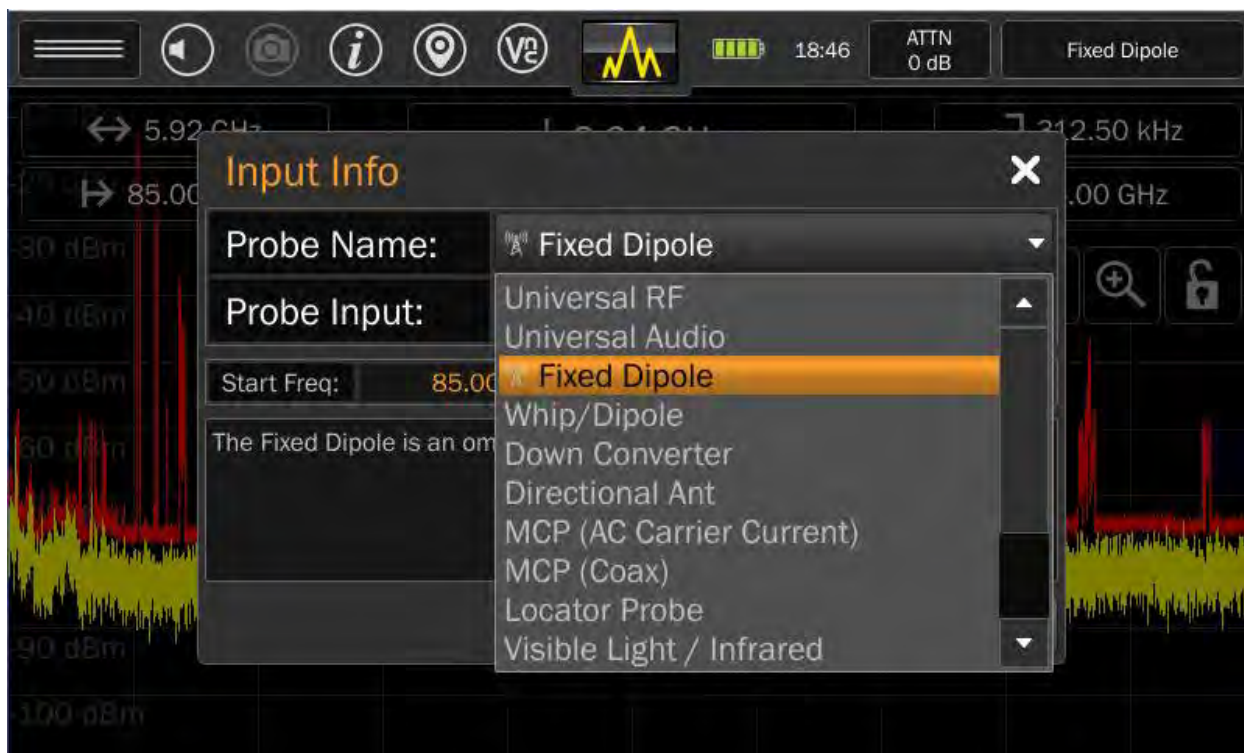 18:46
ATTN
0 dB
Fixed Dipole
5.92 GHz
312.50 kHz
85.00
.00 GHz
Input Info
Probe Name:
Fixed Dipole
Probe Input:
Universal RF
Universal Audio
Fixed Dipole
Whip/Dipole
Down Converter
Directional Ant
MCP (AC Carrier Current)
MCP (Coax)
Locator Probe
Visible Light / Infrared
Start Freq:
85.00
The Fixed Dipole is an om
-30 dBm
-40 dBm
-50 dBm
-60 dBm
-90 dBm
-100 dBm